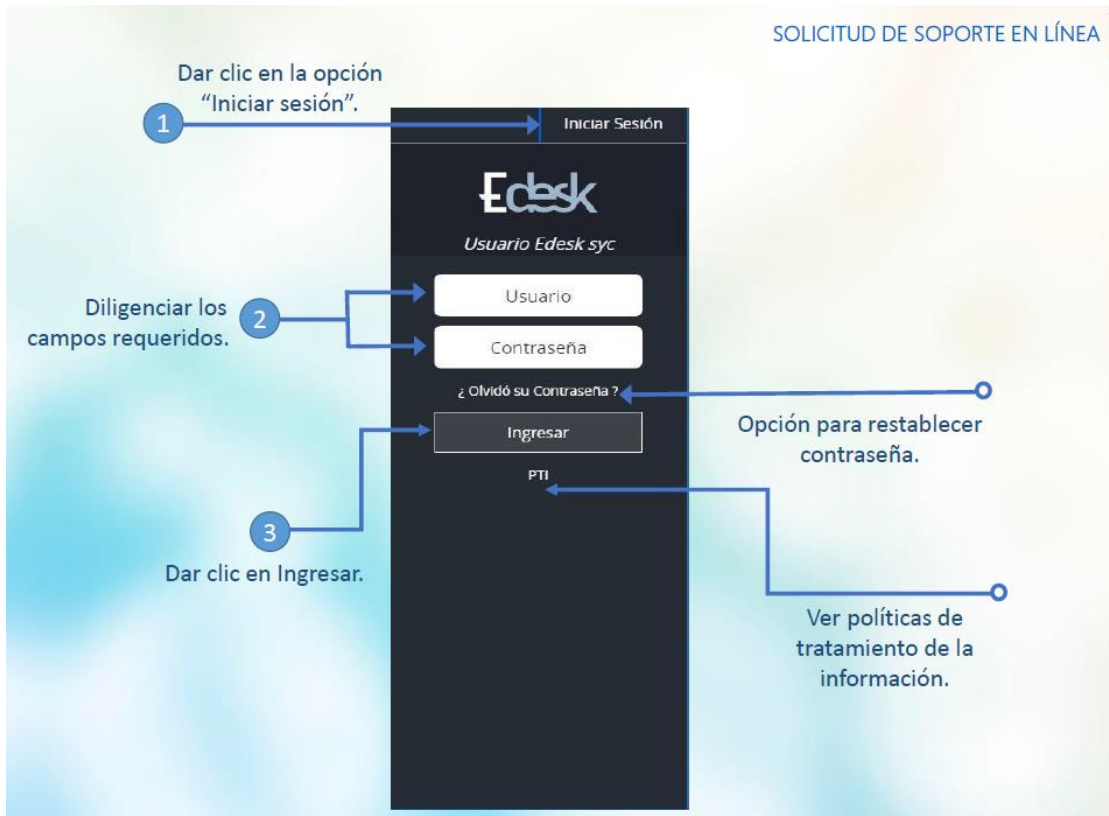 SOLICITUD DE SOPORTE EN LÍNEA
Dar clic en la opción
“Iniciar sesión”.
1
Iniciar Sesión
Edesk
Usuario Edesk syc
Usuario
Diligenciar los
campos requeridos.
2
Contraseña
¿ Olvidó su Contraseña ?
Opción para restablecer
contraseña.
Ingresar
PTI
3
Dar clic en Ingresar.
Ver políticas de
tratamiento de la
información.